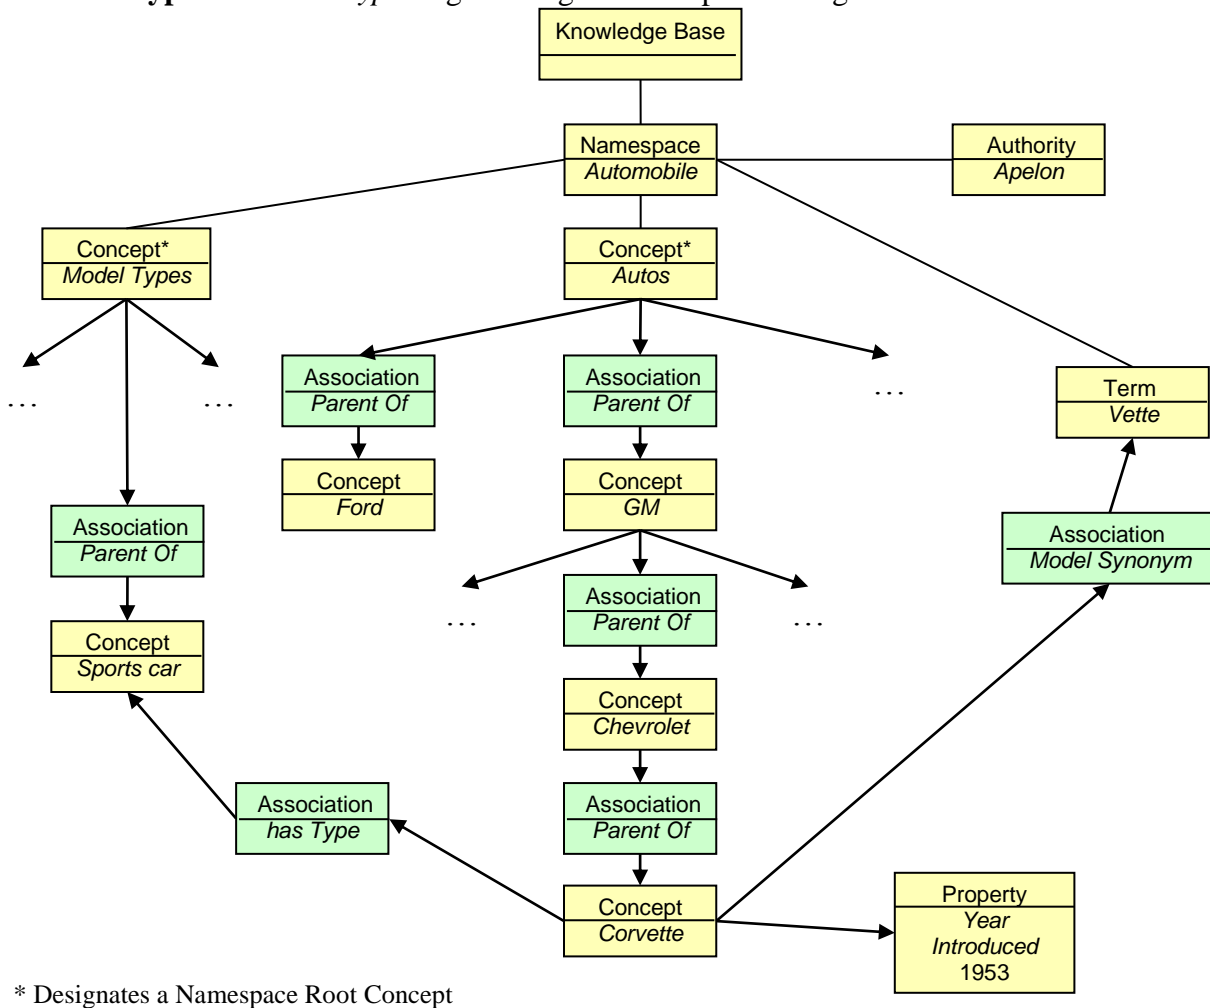 Knowledge Base
Namespace
Automobile
Authority
Apelon
Concept*
Model Types
Concept*
Autos
Association
Parent Of
Association
Parent Of
...
...
...
Term
Vette
Concept
Ford
Concept
GM
Association
Parent Of
Association
Model Synonym
Association
Parent Of
...
...
Concept
Sports car
Concept
Chevrolet
Association
has Type
Association
Parent Of
Concept
Corvette
Property
Year
Introduced
1953
* Designates a Namespace Root Concept